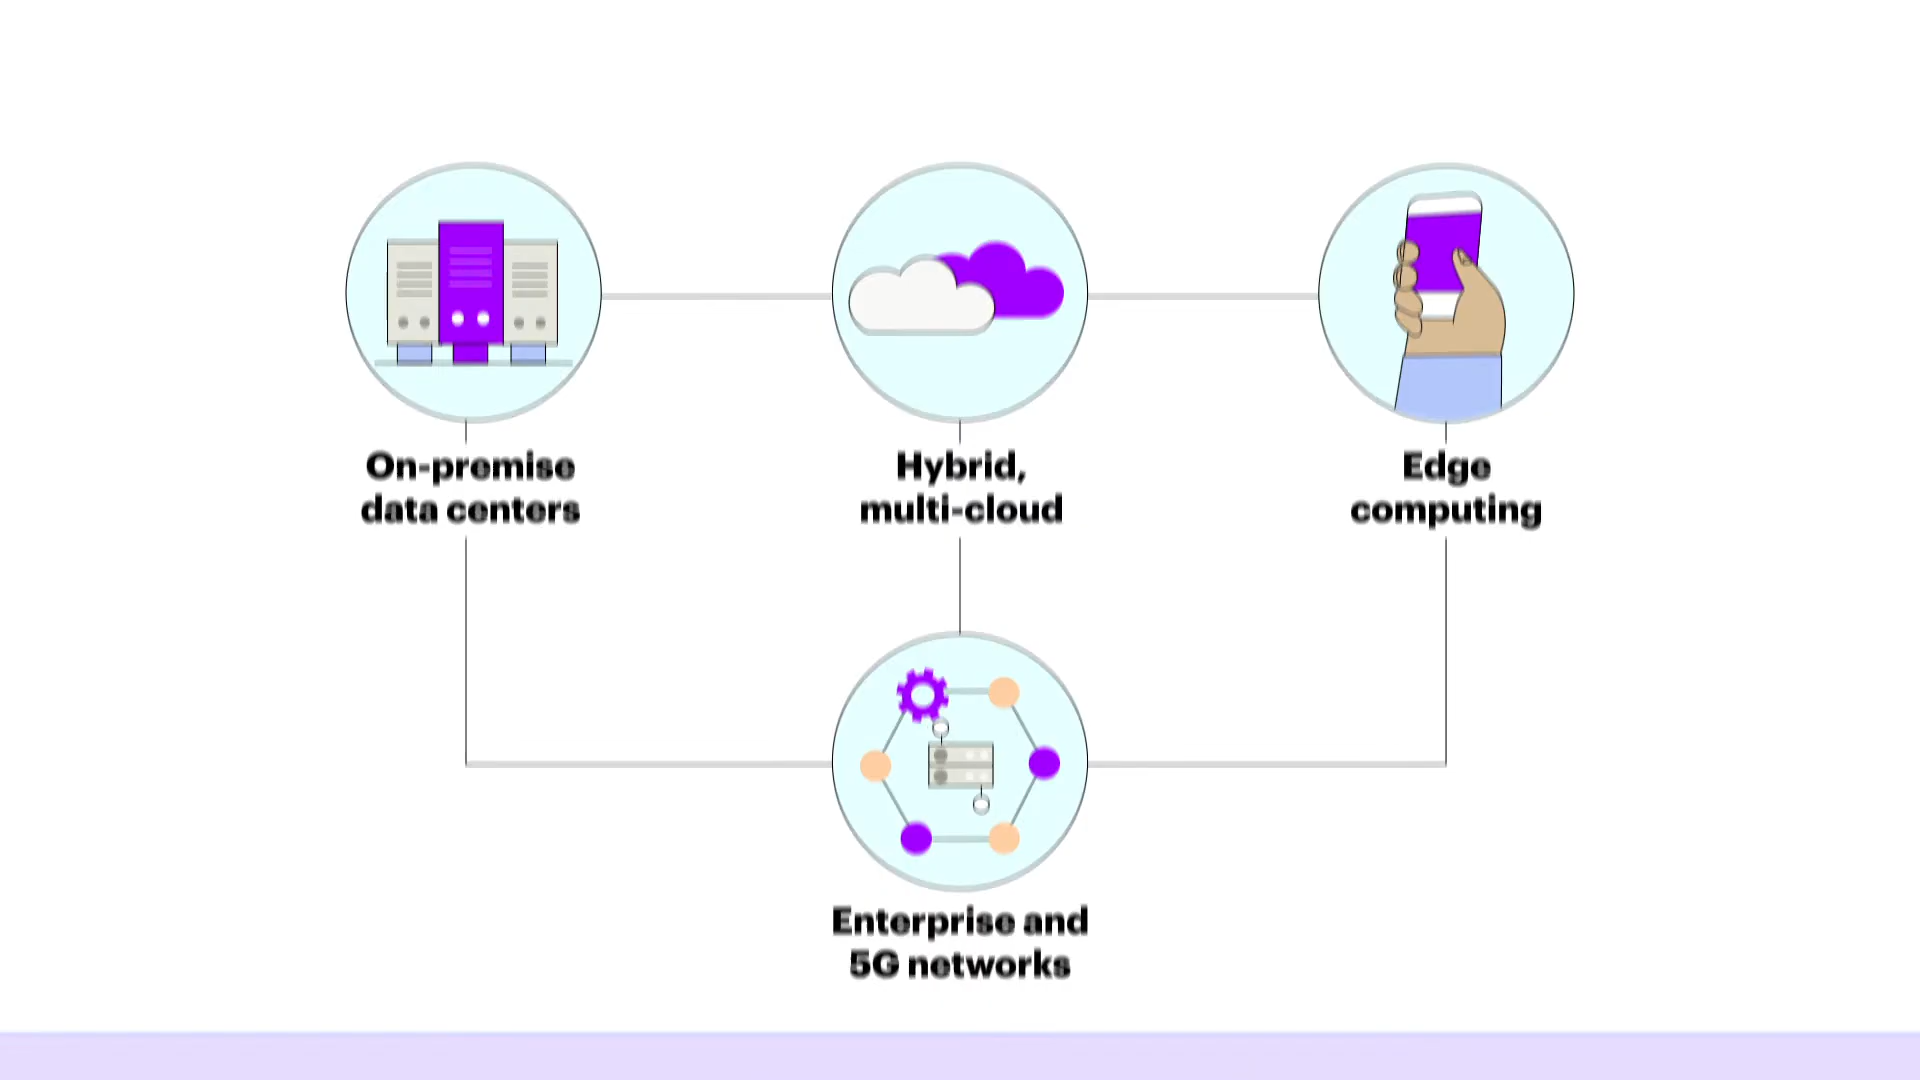 On-premise
data centers
Hybrid,
multi-cloud
Edge
computing
Enterprise and
5G networks